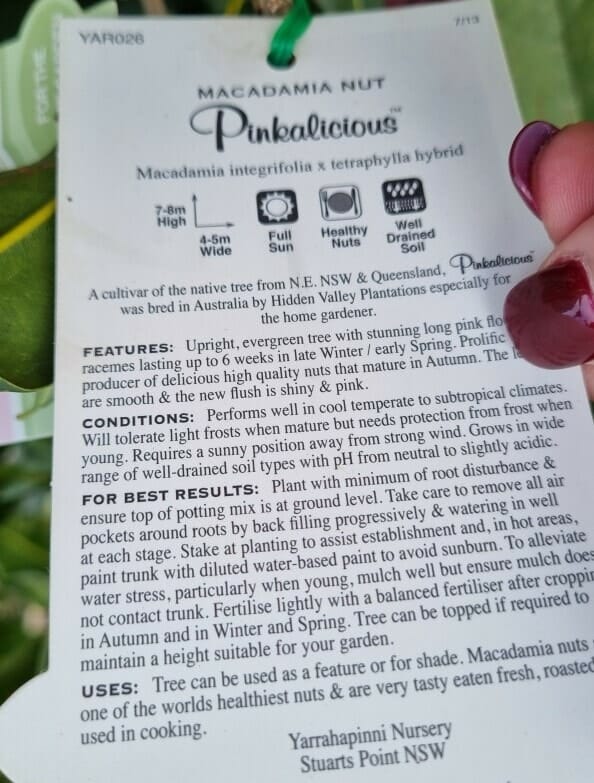 YAR026
7/13
FOR THE
MACADAMIA NUT
Pinkalicious™
Macadamia integrifolia x tetraphylla hybrid
7-8m High
4-5m Wide
Full Sun
Healthy Nuts
Well Drained Soil
A cultivar of the native tree from N.E. NSW & Queensland, Pinkalicious™
was bred in Australia by Hidden Valley Plantations especially for
the home gardener.
FEATURES: Upright, evergreen tree with stunning long pink flo
racemes lasting up to 6 weeks in late Winter / early Spring. Prolific
producer of delicious high quality nuts that mature in Autumn. The
are smooth & the new flush is shiny & pink.
CONDITIONS: Performs well in cool temperate to subtropical climates.
Will tolerate light frosts when mature but needs protection from frost when
young. Requires a sunny position away from strong wind. Grows in wide
range of well-drained soil types with pH from neutral to slightly acidic.
FOR BEST RESULTS: Plant with minimum of root disturbance &
ensure top of potting mix is at ground level. Take care to remove all air
pockets around roots by back filling progressively & watering in well
at each stage. Stake at planting to assist establishment and, in hot areas,
paint trunk with diluted water-based paint to avoid sunburn. To alleviate
water stress, particularly when young, mulch well but ensure mulch does
not contact trunk. Fertilise lightly with a balanced fertiliser after croppin
in Autumn and in Winter and Spring. Tree can be topped if required to
maintain a height suitable for your garden.
USES: Tree can be used as a feature or for shade. Macadamia nuts
one of the worlds healthiest nuts & are very tasty eaten fresh, roasted
used in cooking.
Yarrahapinni Nursery
Stuarts Point NSW